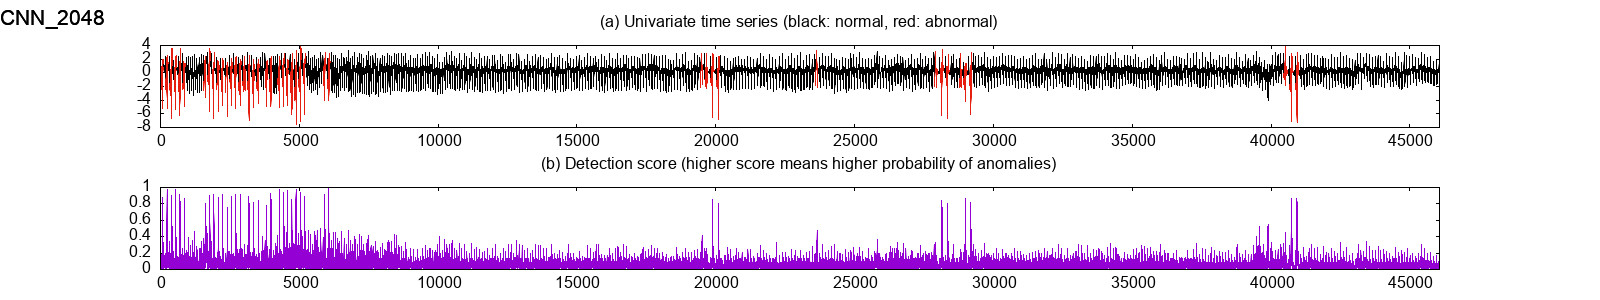 CNN_2048
(a) Univariate time series (black: normal, red: abnormal)
4
2
0
-2
-4
-6
-8
0 5000 10000 15000 20000 25000 30000 35000 40000 45000
(b) Detection score (higher score means higher probability of anomalies)
1
0.8
0.6
0.4
0.2
0
0 5000 10000 15000 20000 25000 30000 35000 40000 45000